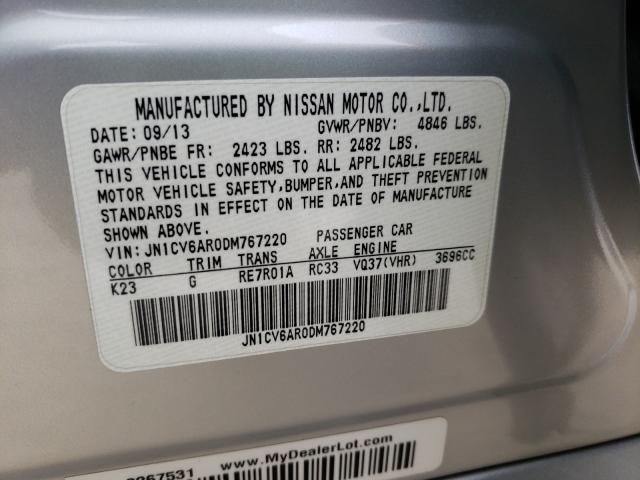 MANUFACTURED BY NISSAN MOTOR CO.,LTD.
DATE: 09/13 GVWR/PNBV: 4846 LBS.
GAWR/PNBE FR: 2423 LBS. RR: 2482 LBS.
THIS VEHICLE CONFORMS TO ALL APPLICABLE FEDERAL
MOTOR VEHICLE SAFETY,BUMPER,AND THEFT PREVENTION
STANDARDS IN EFFECT ON THE DATE OF MANUFACTURE
SHOWN ABOVE.
VIN: JN1CV6AR0DM767220 PASSENGER CAR
COLOR TRIM TRANS AXLE ENGINE
K23 G RE7R01A RC33 VQ37(VHR) 3696CC
JN1CV6AR0DM767220
www.MyDealerLot.com